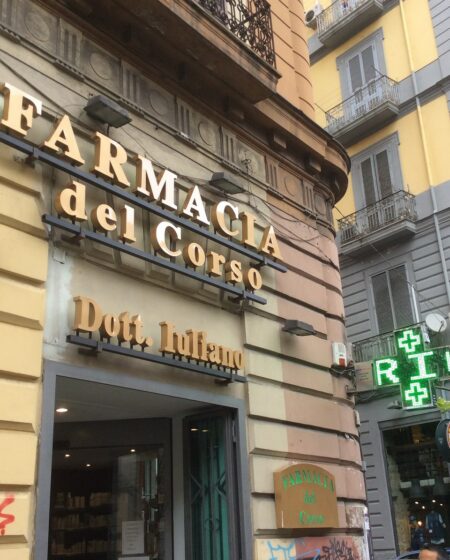 FARMACIA
del Corso
Dott. Iuliano
FARMACIA
del
Corso